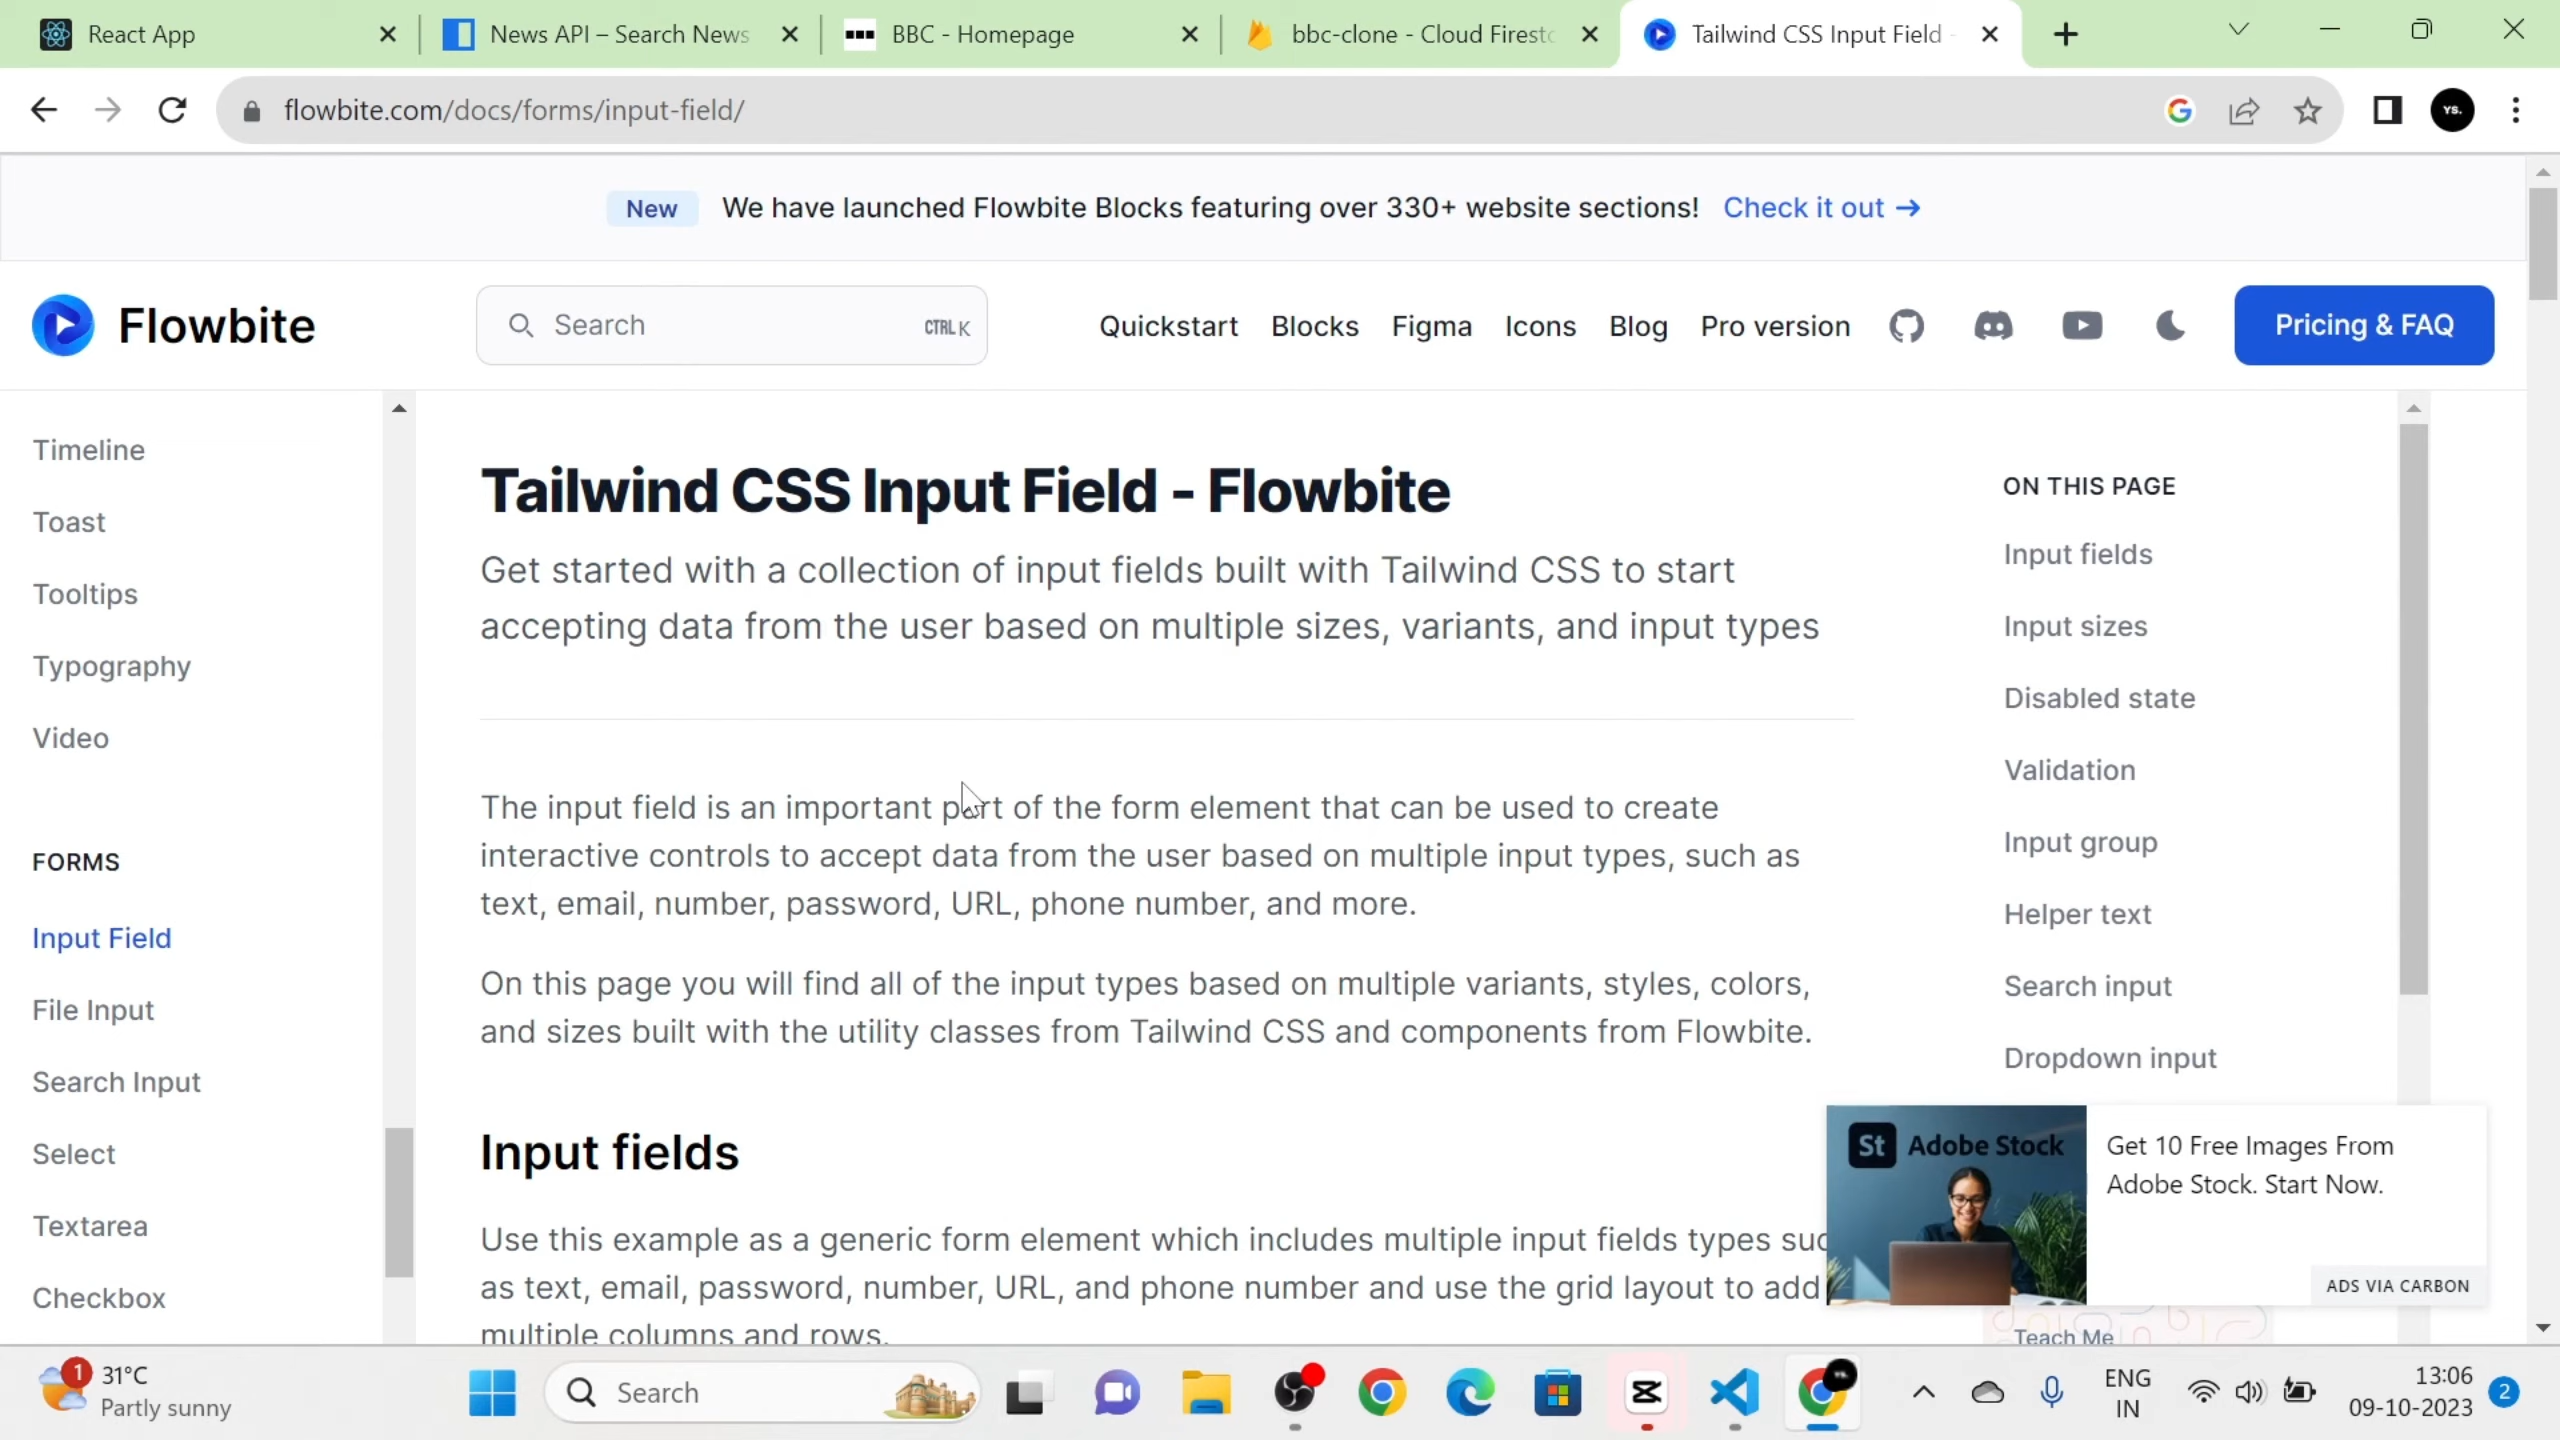 React App
News API – Search News
BBC - Homepage
bbc-clone - Cloud Firesto
Tailwind CSS Input Field -
flowbite.com/docs/forms/input-field/
YS.
New We have launched Flowbite Blocks featuring over 330+ website sections! Check it out →
Flowbite
Search CTRL K
Quickstart Blocks Figma Icons Blog Pro version
Pricing & FAQ
Timeline
Toast
Tooltips
Typography
Video
FORMS
Input Field
File Input
Search Input
Select
Textarea
Checkbox
Tailwind CSS Input Field - Flowbite
Get started with a collection of input fields built with Tailwind CSS to start
accepting data from the user based on multiple sizes, variants, and input types
The input field is an important part of the form element that can be used to create
interactive controls to accept data from the user based on multiple input types, such as
text, email, number, password, URL, phone number, and more.
On this page you will find all of the input types based on multiple variants, styles, colors,
and sizes built with the utility classes from Tailwind CSS and components from Flowbite.
Input fields
Use this example as a generic form element which includes multiple input fields types suc
as text, email, password, number, URL, and phone number and use the grid layout to add
multiple columns and rows.
ON THIS PAGE
Input fields
Input sizes
Disabled state
Validation
Input group
Helper text
Search input
Dropdown input
St Adobe Stock
Get 10 Free Images From
Adobe Stock. Start Now.
ADS VIA CARBON
Teach Me
1
31°C
Partly sunny
Search
ENG
IN
13:06
09-10-2023
2